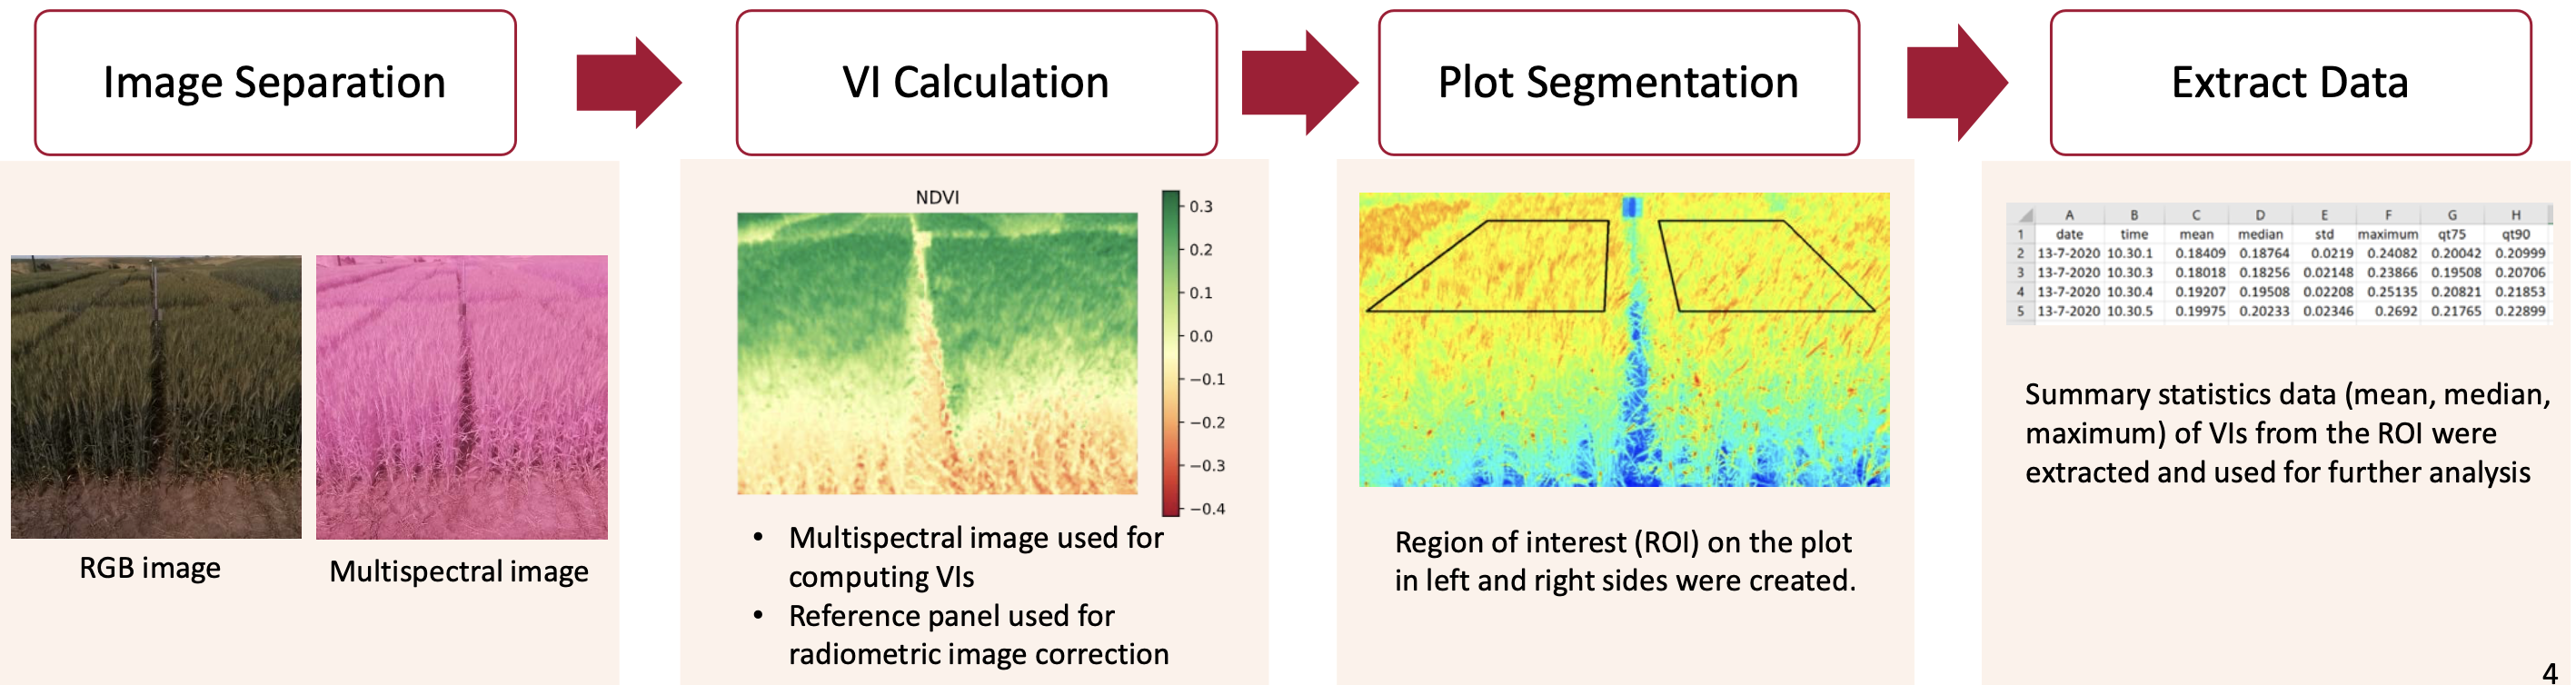 Image Separation
VI Calculation
Plot Segmentation
Extract Data
RGB image
Multispectral image
NDVI
0.3
0.2
0.1
0.0
−0.1
−0.2
−0.3
−0.4
• Multispectral image used for
computing VIs
• Reference panel used for
radiometric image correction
Region of interest (ROI) on the plot
in left and right sides were created.
A B C D E F G H
1 date time mean median std maximum qt75 qt90
2 13-7-2020 10.30.1 0.18409 0.18764 0.0219 0.24082 0.20042 0.20999
3 13-7-2020 10.30.3 0.18018 0.18256 0.02148 0.23866 0.19508 0.20706
4 13-7-2020 10.30.4 0.19207 0.19508 0.02208 0.25135 0.20821 0.21853
5 13-7-2020 10.30.5 0.19975 0.20233 0.02346 0.2692 0.21765 0.22899
Summary statistics data (mean, median,
maximum) of VIs from the ROI were
extracted and used for further analysis
4